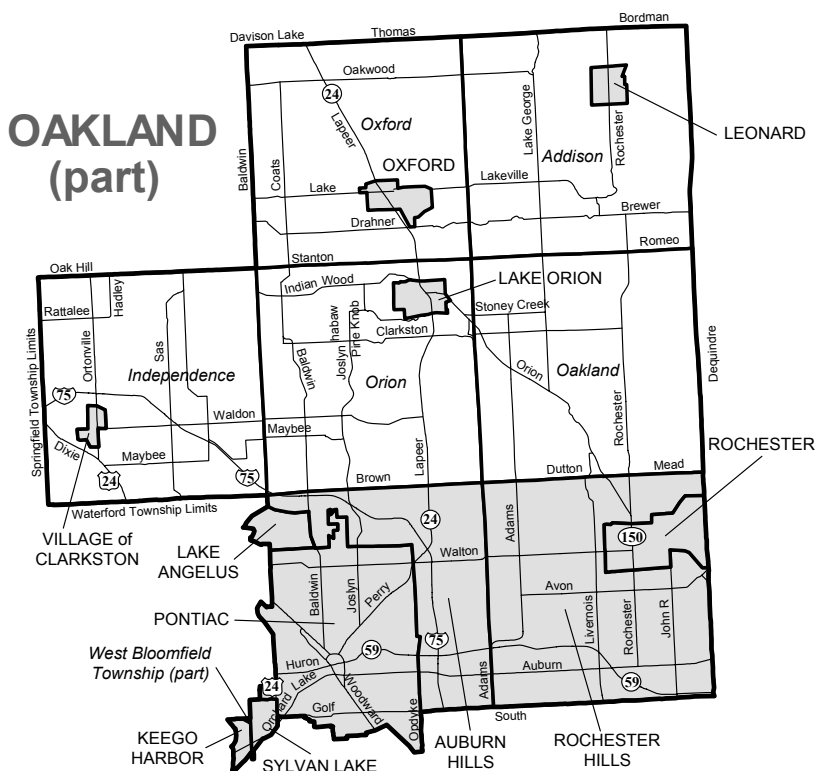 Bordman
Davison Lake
Thomas
Oakwood
24
OAKLAND
(part)
Lapeer
Oxford
Lake George
Rochester
LEONARD
Addison
Baldwin
Coats
OXFORD
Lake
Lakeville
Drahner
Brewer
Romeo
Stanton
Oak Hill
Indian Wood
LAKE ORION
Hadley
Rattalee
Stoney Creek
Clarkston
habaw
Pine Knob
Joslyn
Springfield Township Limits
Ortonville
Sas
Independence
Baldwin
Orion
Orion
Oakland
Dequindre
75
Waldon
Rochester
Maybee
Lapeer
Dixie
Maybee
24
75
Brown
Dutton
Mead
ROCHESTER
Waterford Township Limits
VILLAGE of
CLARKSTON
LAKE
ANGELUS
24
Adams
150
Walton
Baldwin
Joslyn
Perry
Avon
PONTIAC
Livernois
Rochester
John R
West Bloomfield
Township (part)
75
59
Huron
Auburn
24
Orchard Lake
Woodward
Adams
59
Golf
Opdyke
South
KEEGO
HARBOR
SYLVAN LAKE
AUBURN
HILLS
ROCHESTER
HILLS